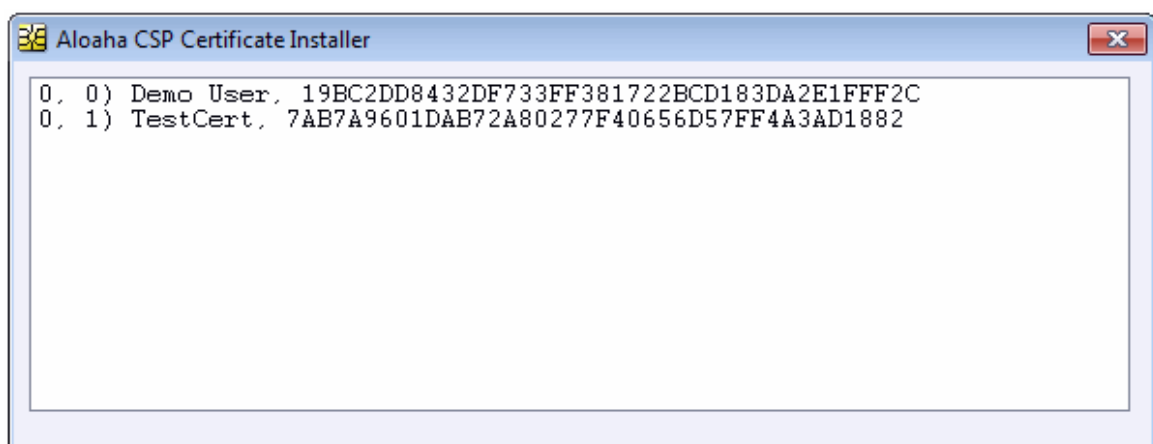 Aloaha CSP Certificate Installer
0, 0) Demo User, 19BC2DD8432DF733FF381722BCD183DA2E1FFF2C
0, 1) TestCert, 7AB7A9601DAB72A80277F40656D57FF4A3AD1882